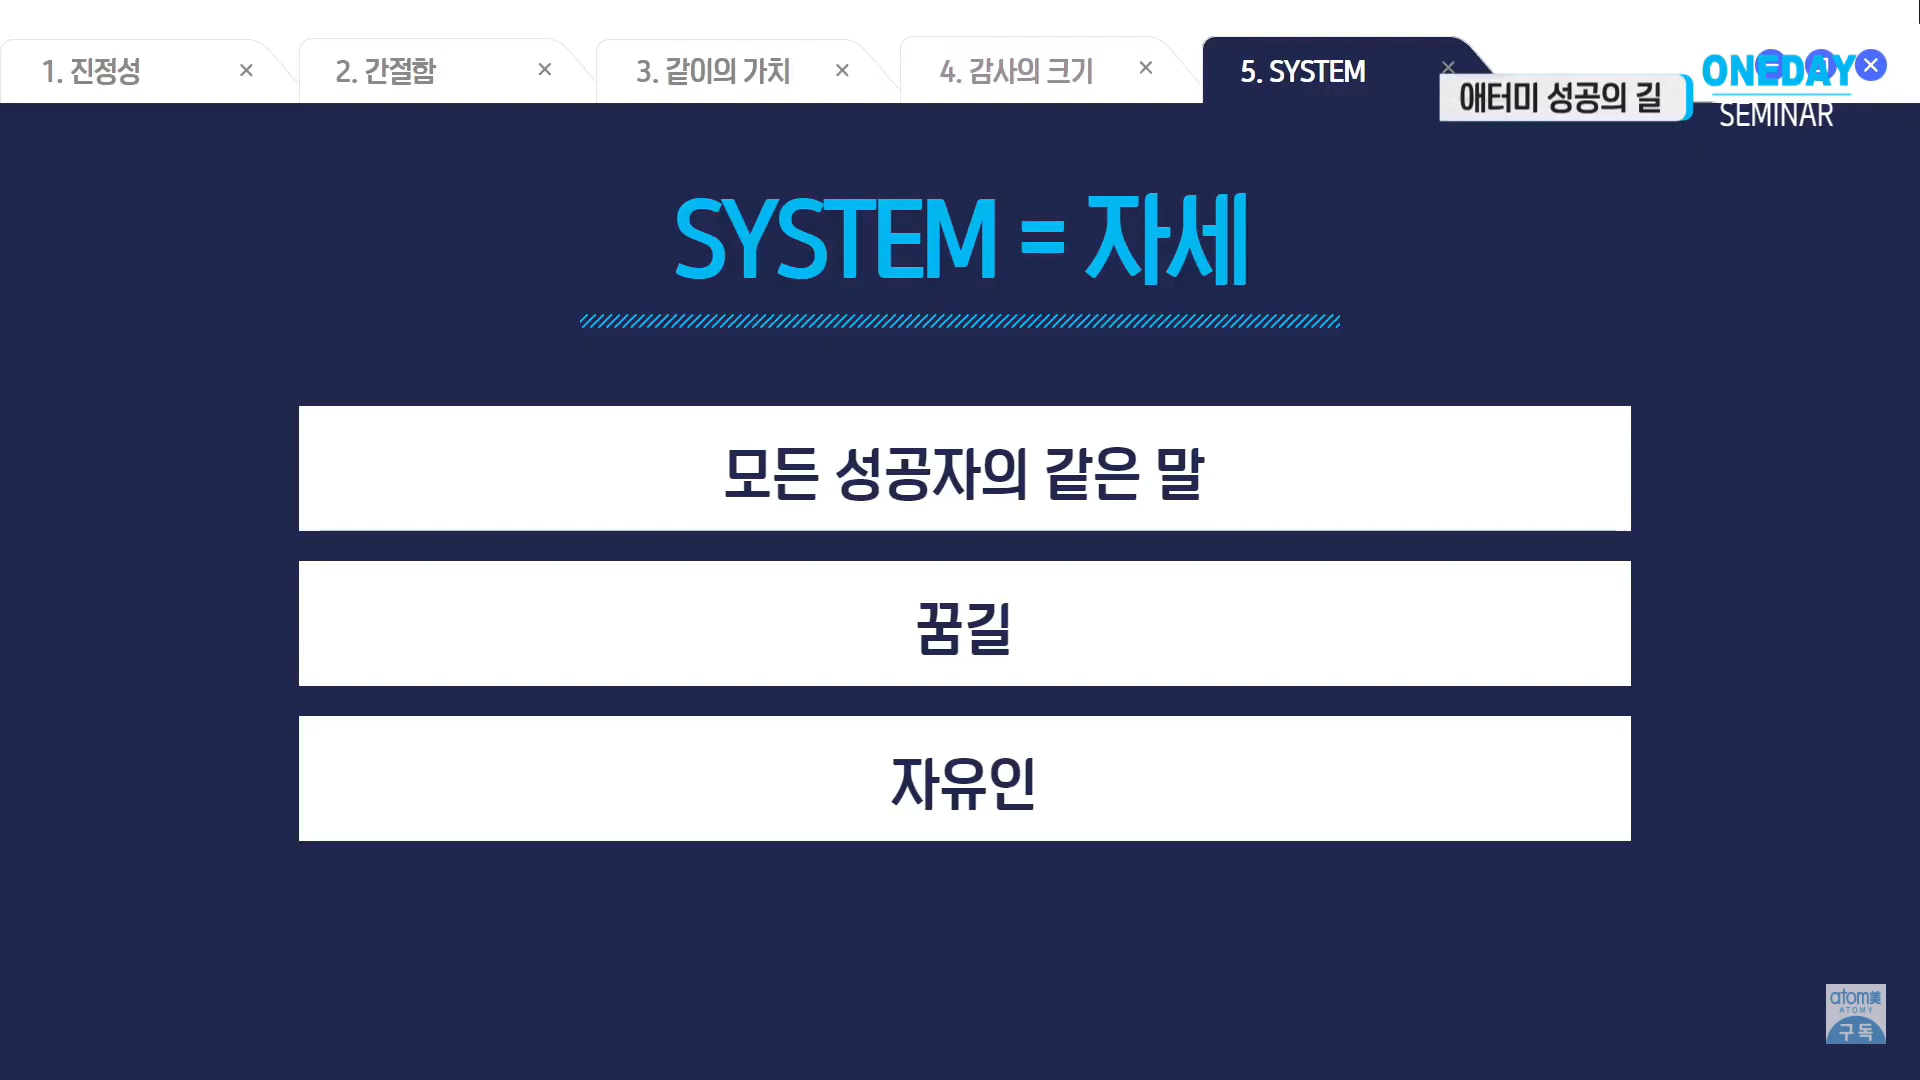 1. 진정성
2. 간절함
3. 같이의 가치
4. 감사의 크기
5. SYSTEM
애터미 성공의 길
ONEDAY
SEMINAR
SYSTEM = 자세
모든 성공자의 같은 말
꿈길
자유인
atom美
ATOMY
구독